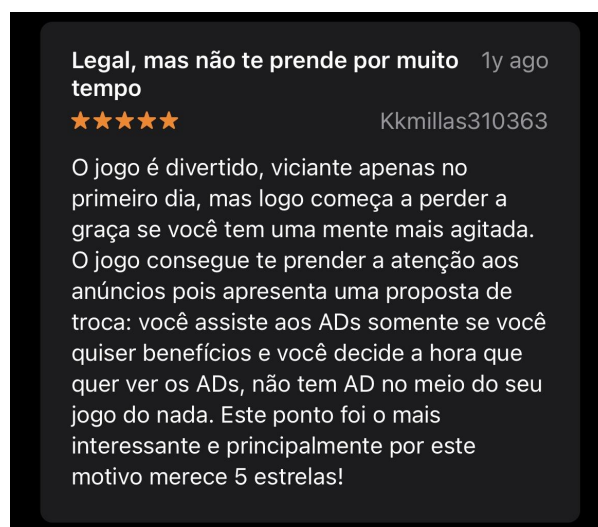 Legal, mas não te prende por muito tempo 1y ago
Kkmillas310363
O jogo é divertido, viciante apenas no
primeiro dia, mas logo começa a perder a
graça se você tem uma mente mais agitada.
O jogo consegue te prender a atenção aos
anúncios pois apresenta uma proposta de
troca: você assiste aos ADs somente se você
quiser benefícios e você decide a hora que
quer ver os ADs, não tem AD no meio do seu
jogo do nada. Este ponto foi o mais
interessante e principalmente por este
motivo merece 5 estrelas!